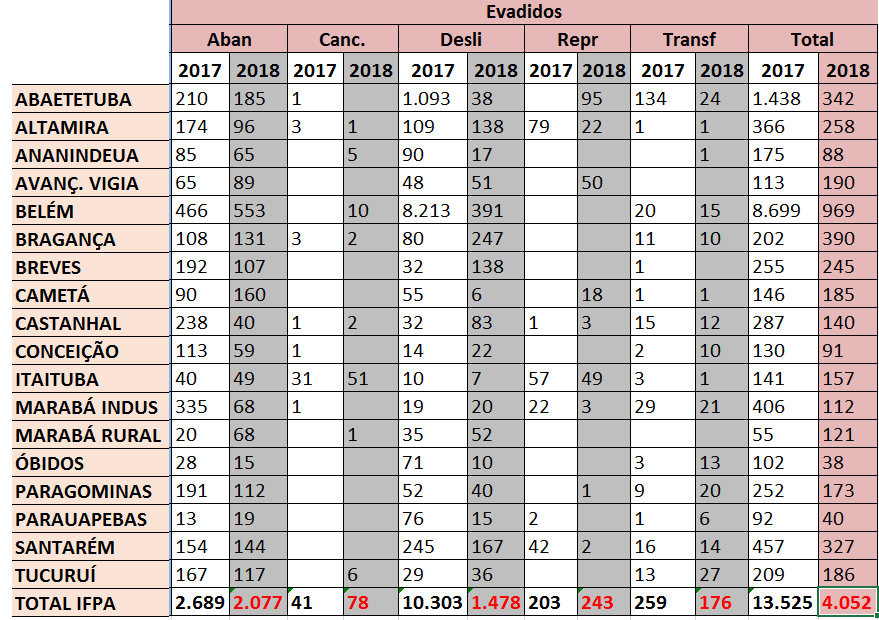 Evadidos
Aban Canc. Desli Repr Transf Total
2017 2018 2017 2018 2017 2018 2017 2018 2017 2018 2017 2018
ABAETETUBA 210 185 1 1.093 38 95 134 24 1.438 342
ALTAMIRA 174 96 3 1 109 138 79 22 1 1 366 258
ANANINDEUA 85 65 5 90 17 1 175 88
AVANÇ. VIGIA 65 89 48 51 50 113 190
BELÉM 466 553 10 8.213 391 20 15 8.699 969
BRAGANÇA 108 131 3 2 80 247 11 10 202 390
BREVES 192 107 32 138 1 255 245
CAMETÁ 90 160 55 6 18 1 1 146 185
CASTANHAL 238 40 1 2 32 83 1 3 15 12 287 140
CONCEIÇÃO 113 59 1 14 22 2 10 130 91
ITAITUBA 40 49 31 51 10 7 57 49 3 1 141 157
MARABÁ INDUS 335 68 1 19 20 22 3 29 21 406 112
MARABÁ RURAL 20 68 1 35 52 55 121
ÓBIDOS 28 15 71 10 3 13 102 38
PARAGOMINAS 191 112 52 40 1 9 20 252 173
PARAUAPEBAS 13 19 76 15 2 1 6 92 40
SANTARÉM 154 144 245 167 42 2 16 14 457 327
TUCURUÍ 167 117 6 29 36 13 27 209 186
TOTAL IFPA 2.689 2.077 41 78 10.303 1.478 203 243 259 176 13.525 4.052